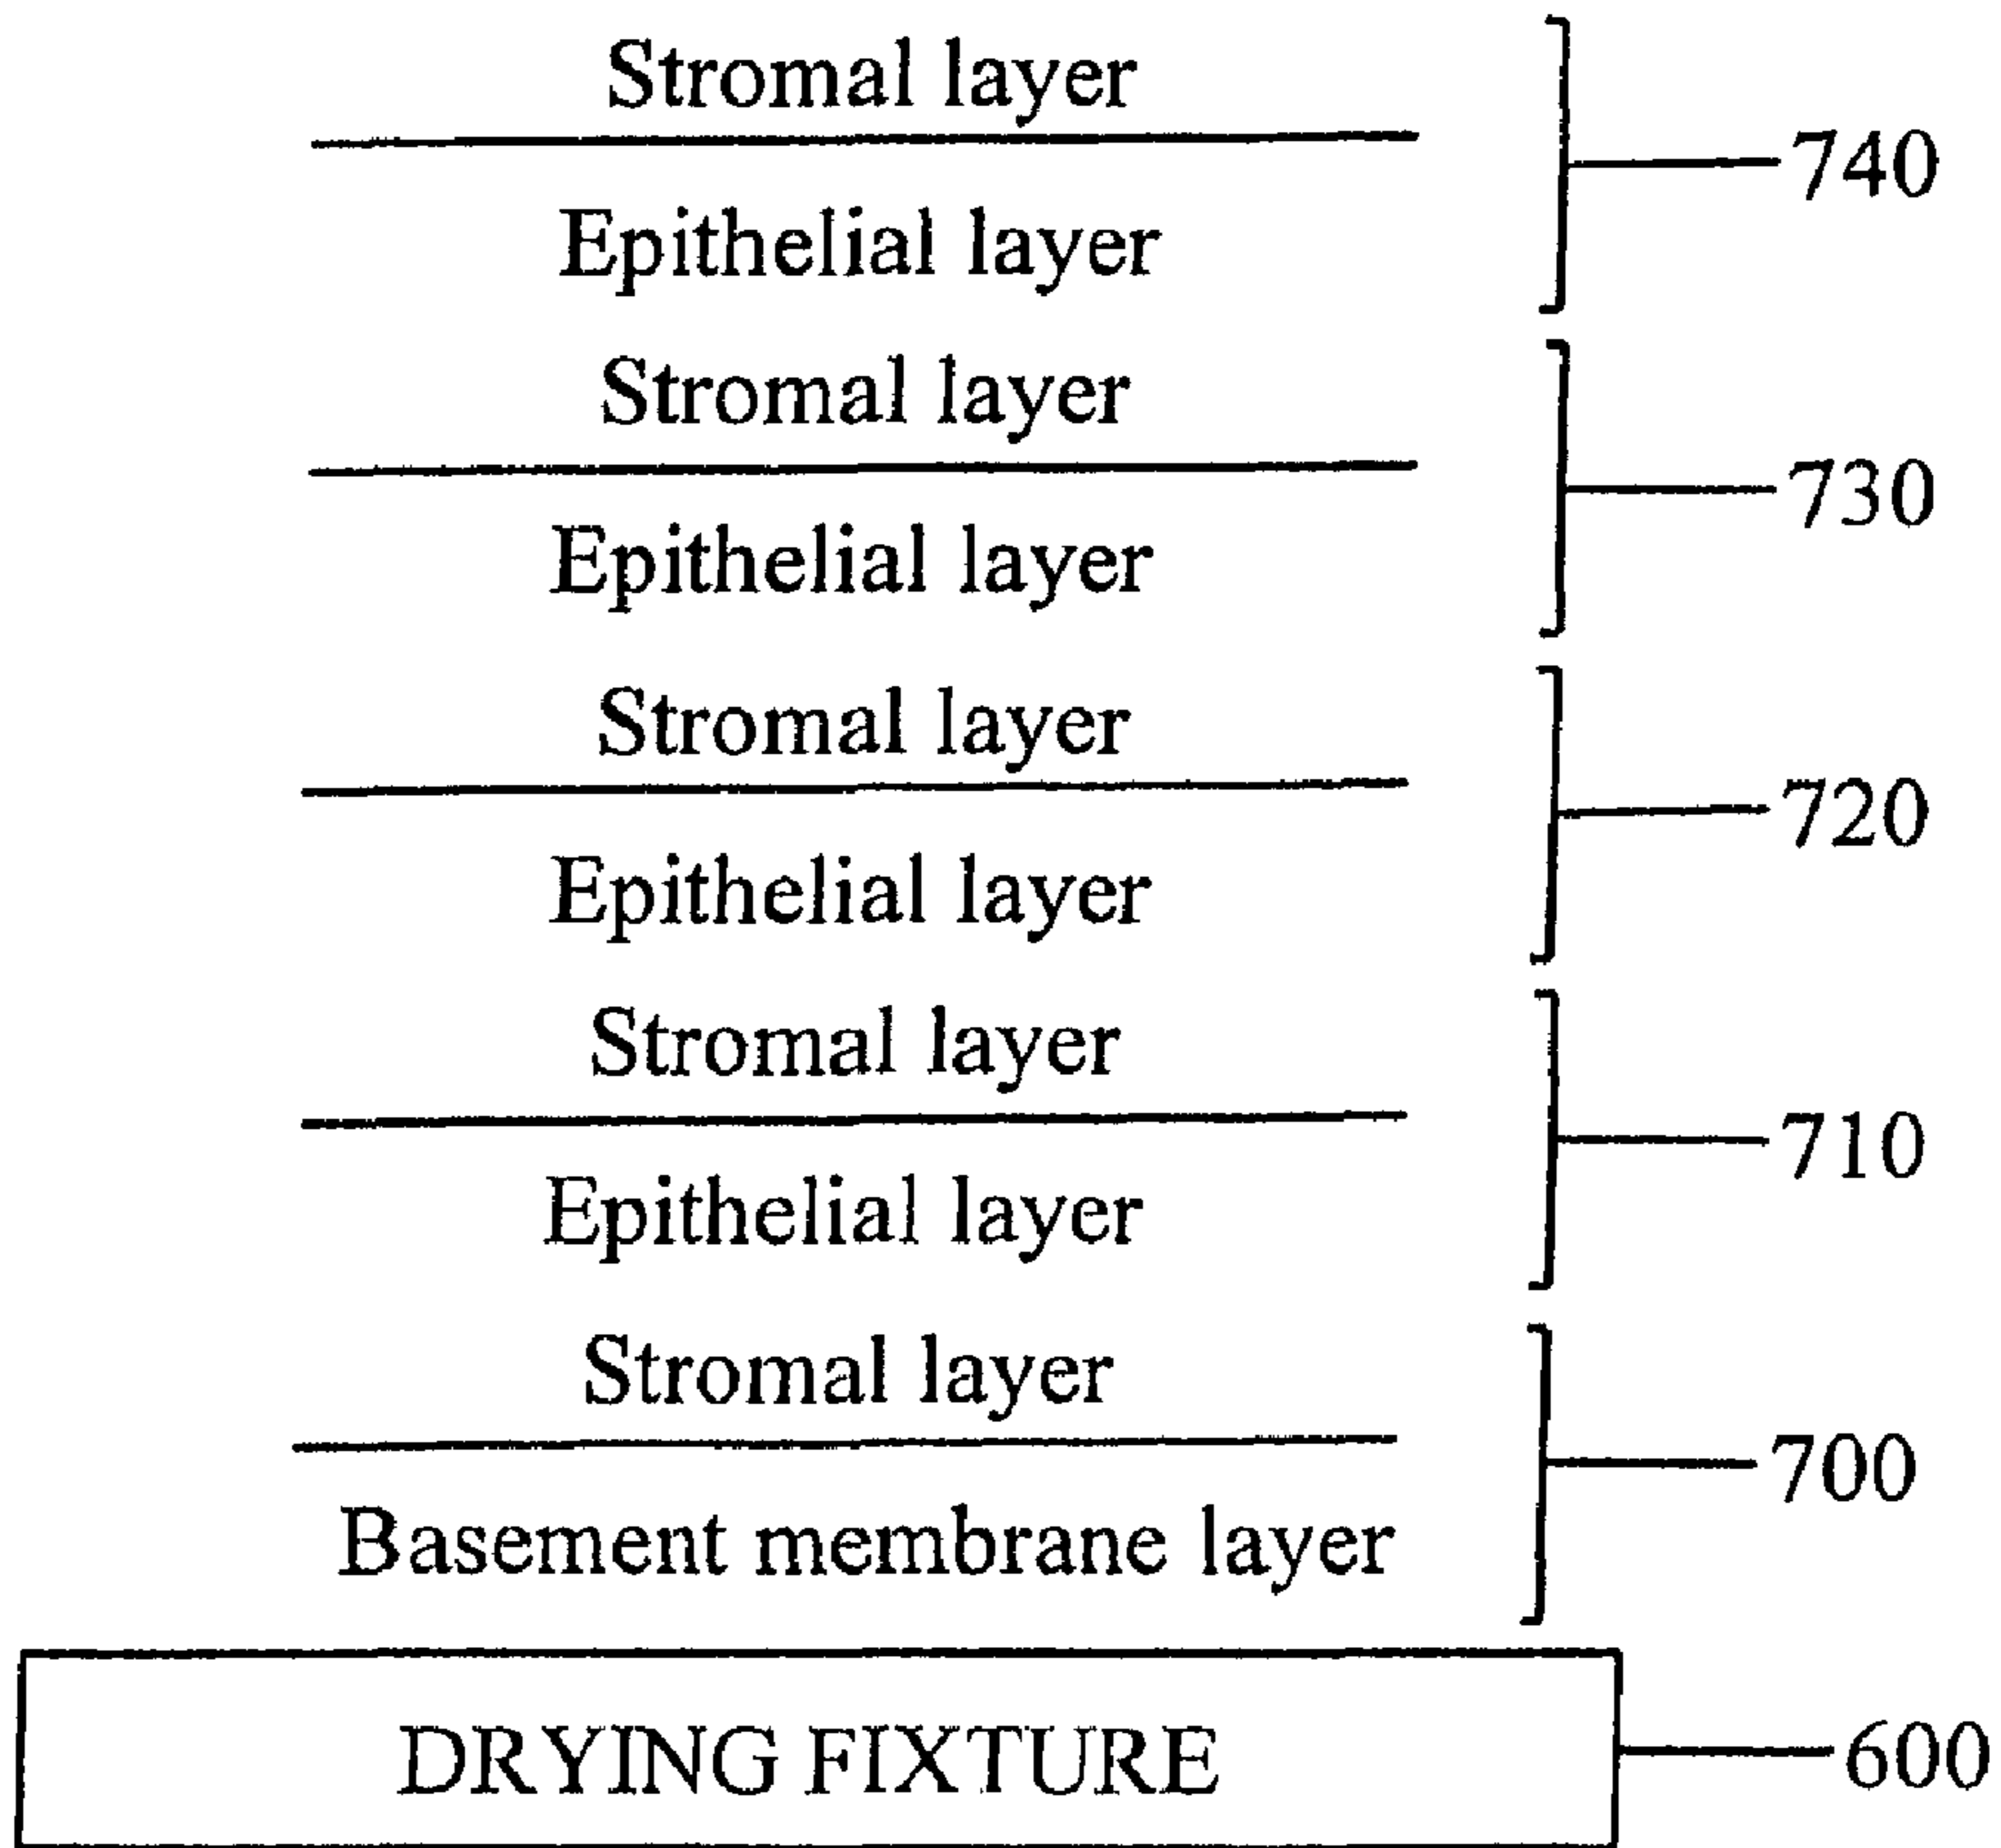 Stromal layer
740
Epithelial layer
Stromal layer
730
Epithelial layer
Stromal layer
720
Epithelial layer
Stromal layer
710
Epithelial layer
Stromal layer
700
Basement membrane layer
DRYING FIXTURE
600